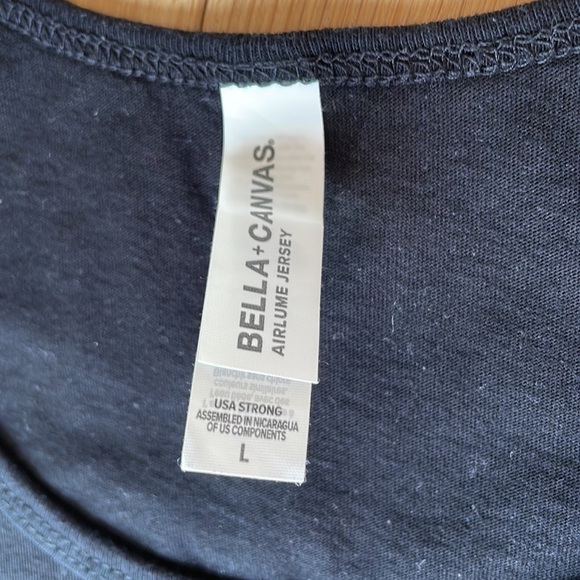 BELLA+CANVAS®
AIRLUME JERSEY
USA STRONG
ASSEMBLED IN NICARAGUA
OF US COMPONENTS
L